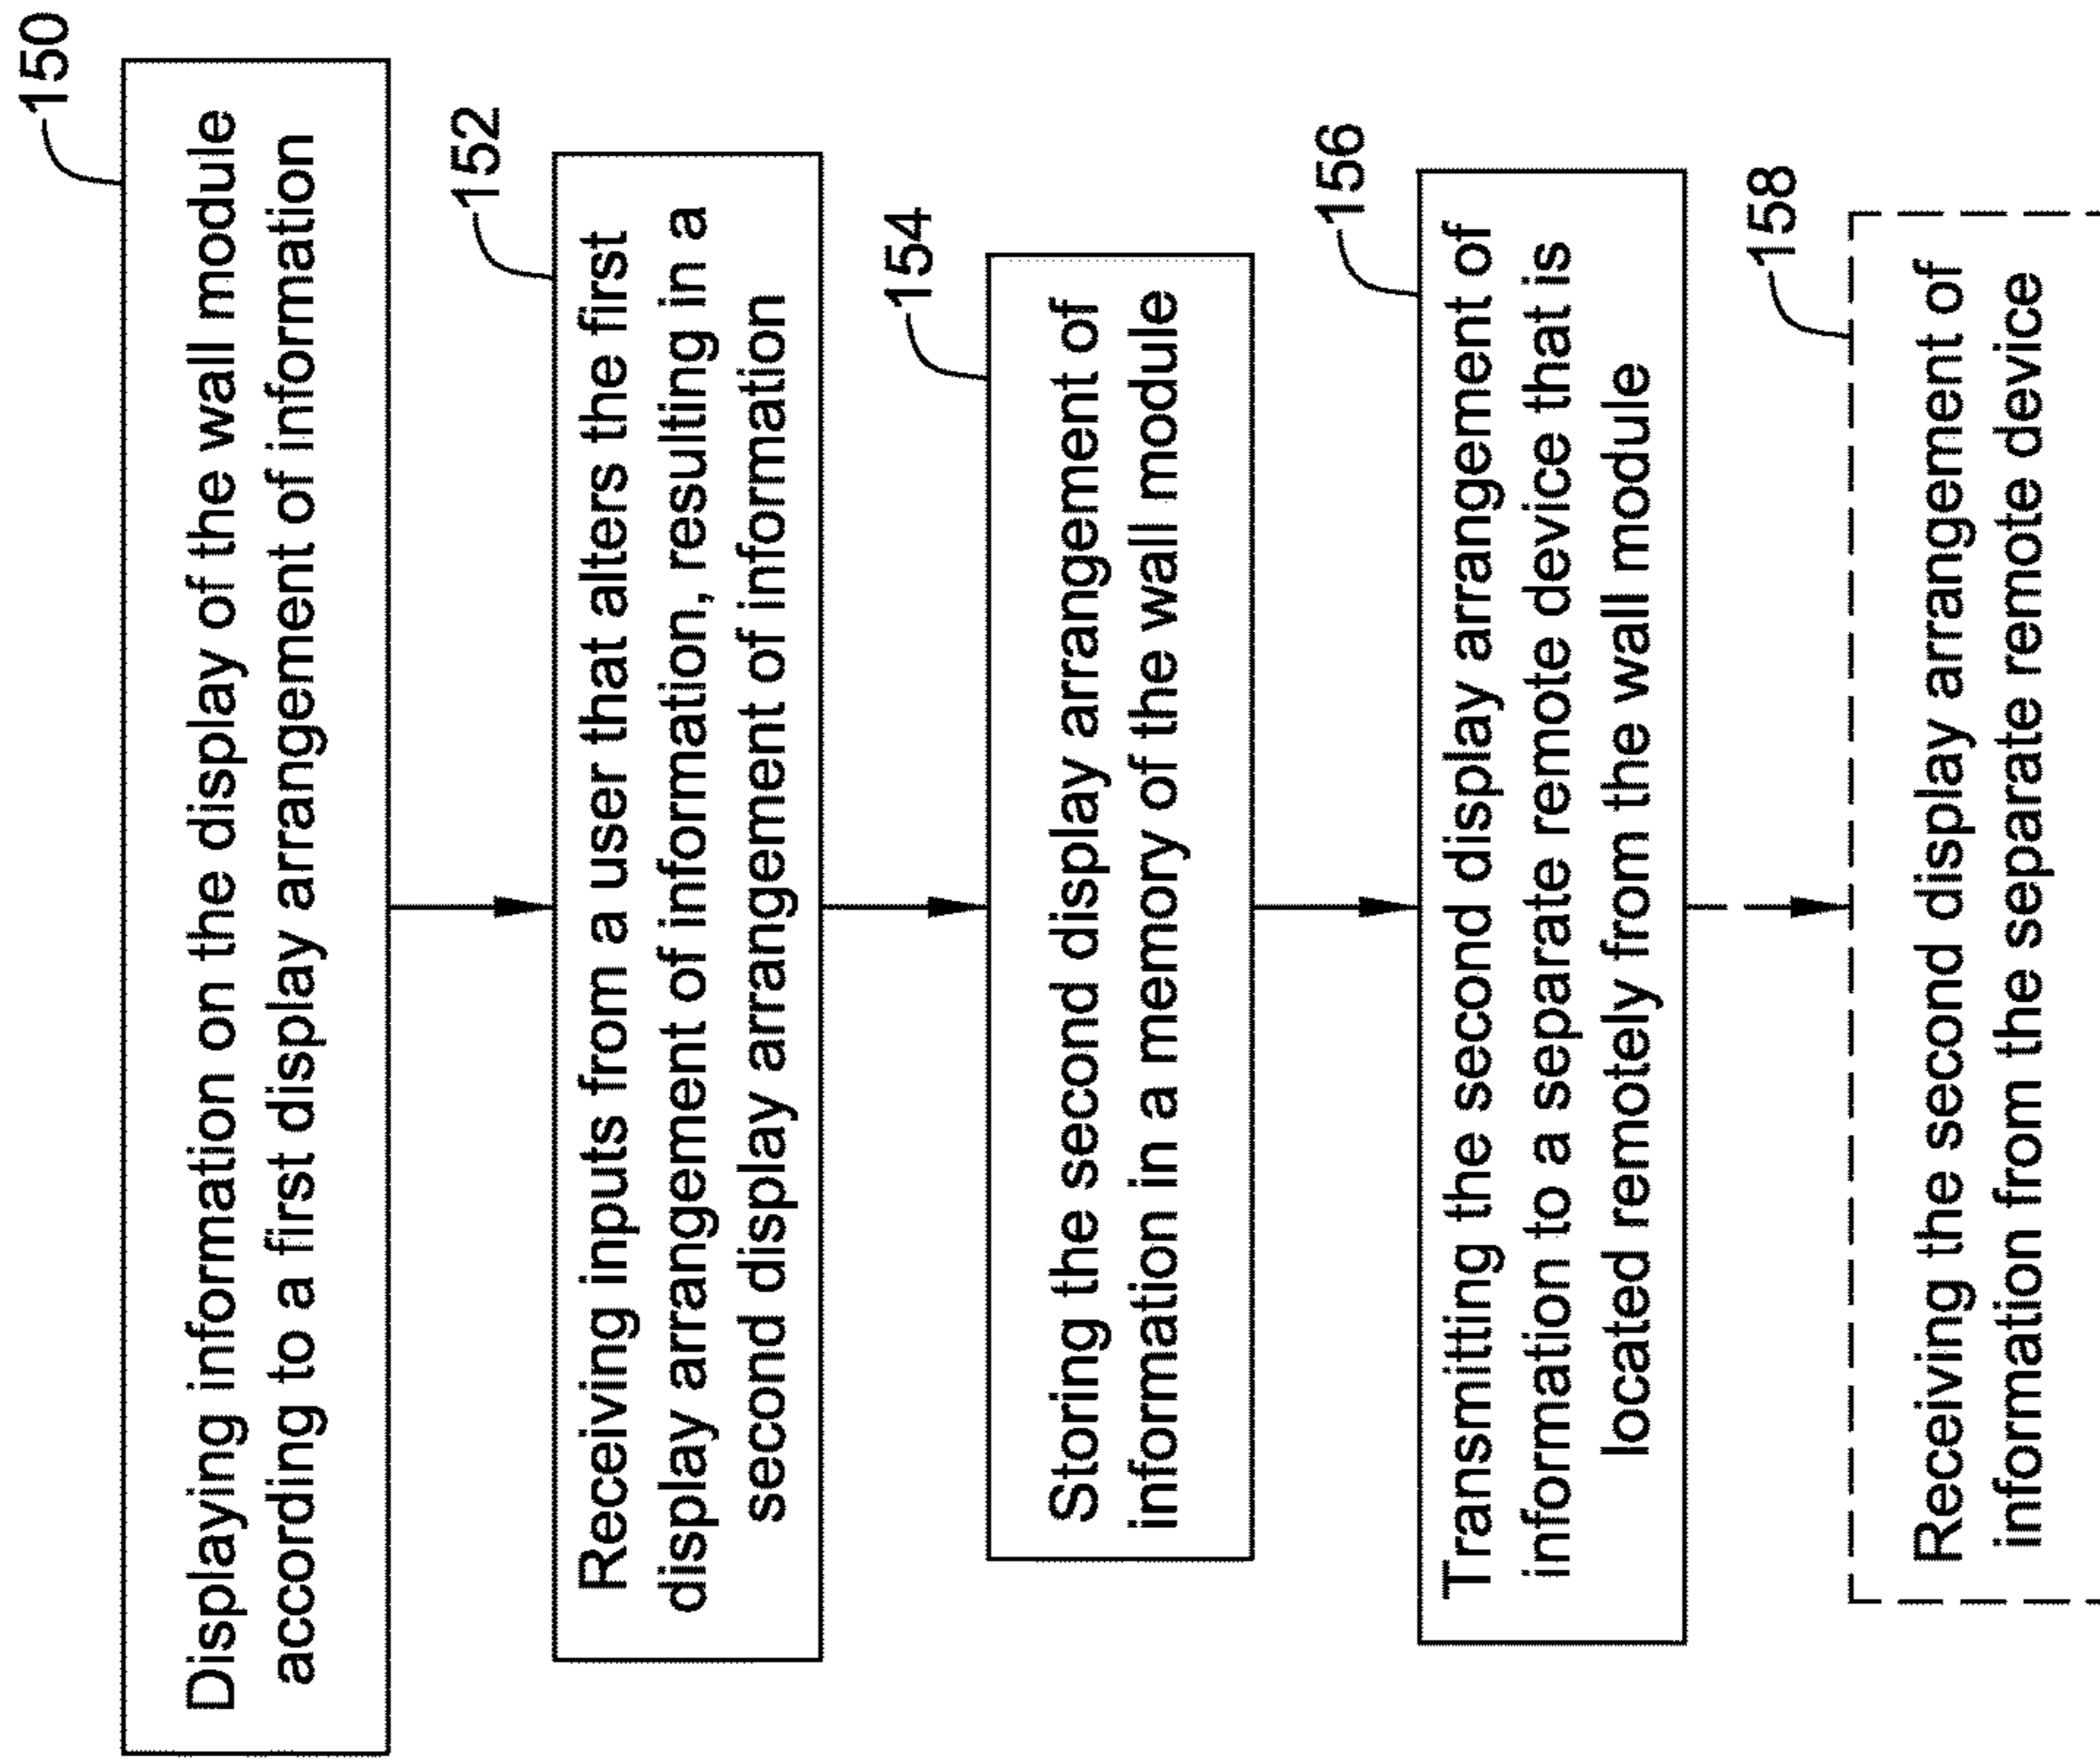 150
Displaying information on the display of the wall module
according to a first display arrangement of information
152
Receiving inputs from a user that alters the first
display arrangement of information, resulting in a
second display arrangement of information
154
Storing the second display arrangement of
information in a memory of the wall module
156
Transmitting the second display arrangement of
information to a separate remote device that is
located remotely from the wall module
158
Receiving the second display arrangement of
information from the separate remote device